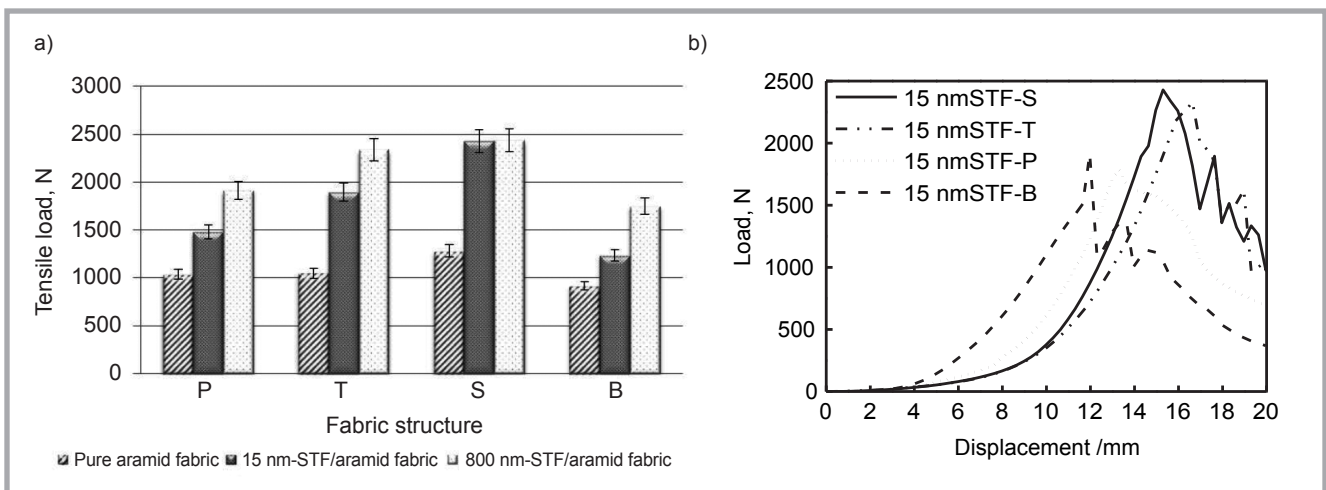 a)
3000
2500
2000
1500
1000
500
0
Tensile load, N
P T S B
Fabric structure
Pure aramid fabric 15 nm-STF/aramid fabric 800 nm-STF/aramid fabric
b)
2500
2000
1500
1000
500
0
Load, N
15 nmSTF-S
15 nmSTF-T
15 nmSTF-P
15 nmSTF-B
0 2 4 6 8 10 12 14 16 18 20
Displacement /mm